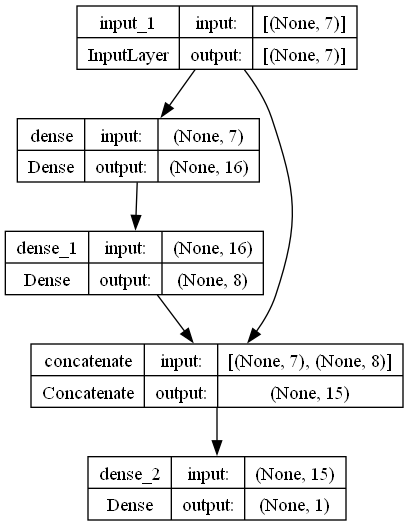 input_1 input: [(None, 7)]
InputLayer output: [(None, 7)]
dense input: (None, 7)
Dense output: (None, 16)
dense_1 input: (None, 16)
Dense output: (None, 8)
concatenate input: [(None, 7), (None, 8)]
Concatenate output: (None, 15)
dense_2 input: (None, 15)
Dense output: (None, 1)